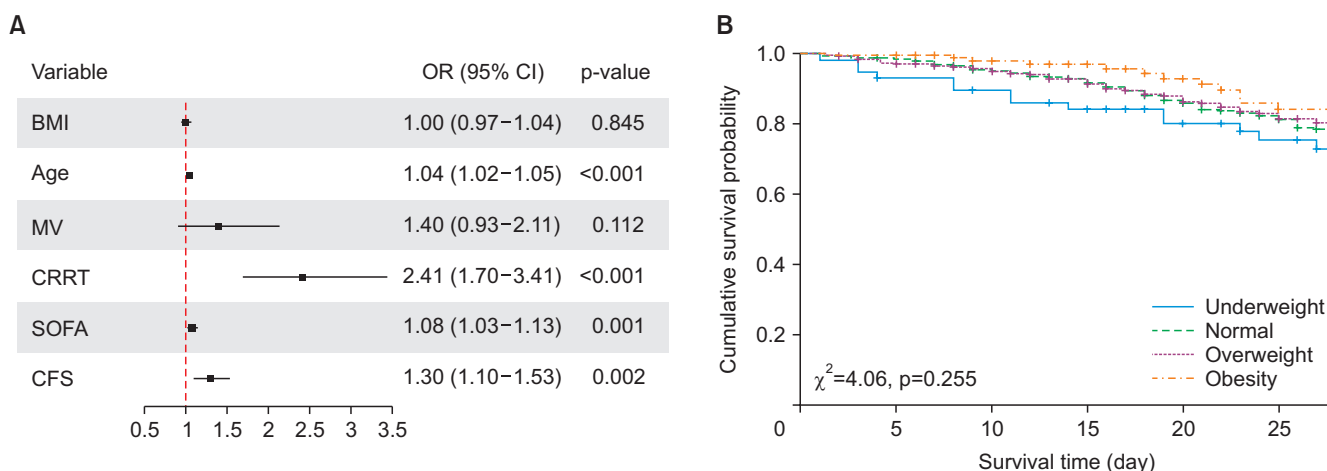 A
Variable OR (95% CI) p-value
BMI 1.00 (0.97−1.04) 0.845
Age 1.04 (1.02−1.05) <0.001
MV 1.40 (0.93−2.11) 0.112
CRRT 2.41 (1.70−3.41) <0.001
SOFA 1.08 (1.03−1.13) 0.001
CFS 1.30 (1.10−1.53) 0.002
0.5 1 1.5 2 2.5 3 3.5
B
Cumulative survival probability
1.0
0.8
0.6
0.4
0.2
Underweight
Normal
Overweight
Obesity
χ²=4.06, p=0.255
0 5 10 15 20 25
Survival time (day)